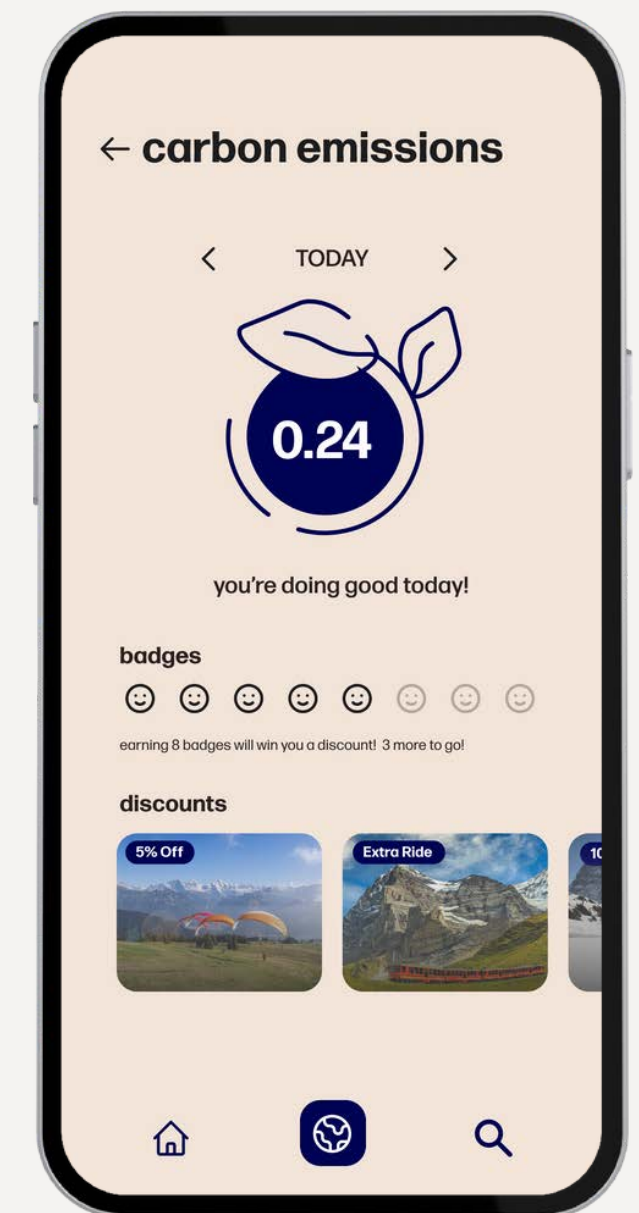 carbon emissions
TODAY
0.24
you're doing good today!
badges
earning 8 badges will win you a discount! 3 more to go!
discounts
5% Off
Extra Ride
10